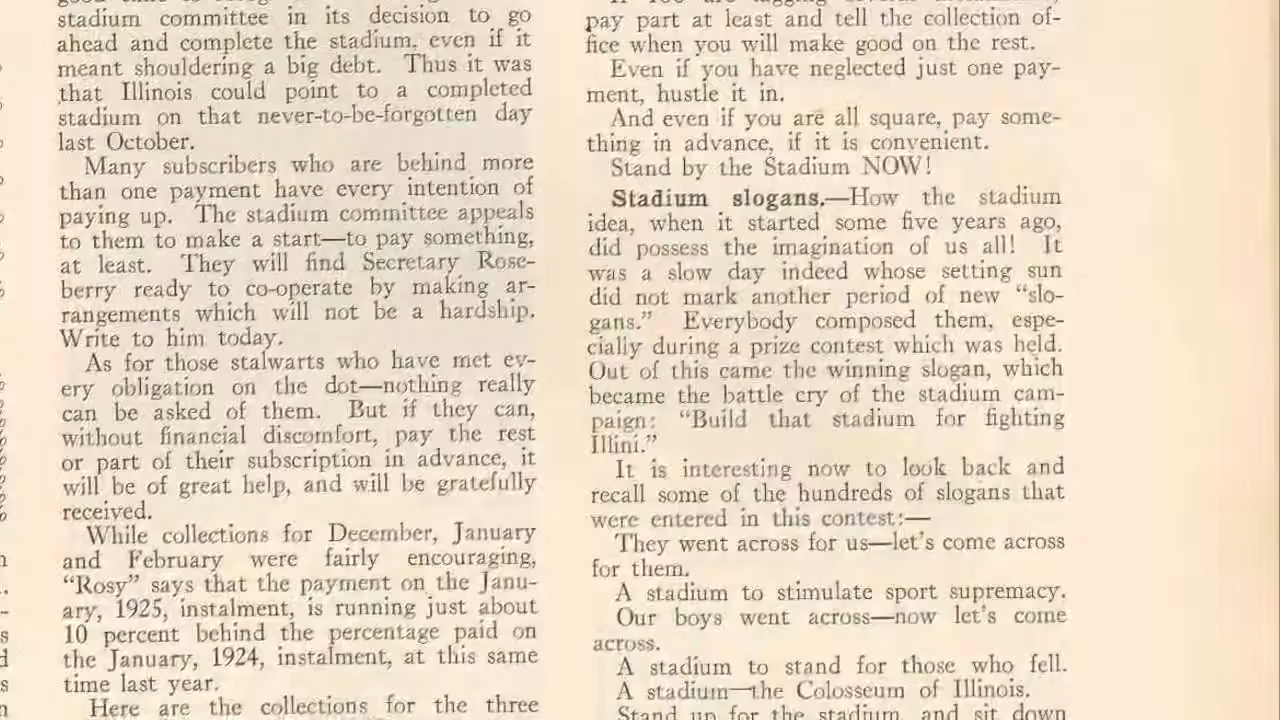 stadium committee in its decision to go
ahead and complete the stadium, even if it
meant shouldering a big debt. Thus it was
that Illinois could point to a completed
stadium on that never-to-be-forgotten day
last October.
Many subscribers who are behind more
than one payment have every intention of
paying up. The stadium committee appeals
to them to make a start—to pay something,
at least. They will find Secretary Rose-
berry ready to co-operate by making ar-
rangements which will not be a hardship.
Write to him today.
As for those stalwarts who have met ev-
ery obligation on the dot—nothing really
can be asked of them. But if they can,
without financial discomfort, pay the rest
or part of their subscription in advance, it
will be of great help, and will be gratefully
received.
While collections for December, January
and February were fairly encouraging,
"Rosy" says that the payment on the Janu-
ary, 1925, instalment, is running just about
10 percent behind the percentage paid on
the January, 1924, instalment, at this same
time last year.
Here are the collections for the three
pay part at least and tell the collection of-
fice when you will make good on the rest.
Even if you have neglected just one pay-
ment, hustle it in.
And even if you are all square, pay some-
thing in advance, if it is convenient.
Stand by the Stadium NOW!
Stadium slogans.—How the stadium
idea, when it started some five years ago,
did possess the imagination of us all! It
was a slow day indeed whose setting sun
did not mark another period of new "slo-
gans." Everybody composed them, espe-
cially during a prize contest which was held.
Out of this came the winning slogan, which
became the battle cry of the stadium cam-
paign: "Build that stadium for fighting
Illini."
It is interesting now to look back and
recall some of the hundreds of slogans that
were entered in this contest:—
They went across for us—let's come across
for them.
A stadium to stimulate sport supremacy.
Our boys went across—now let's come
across.
A stadium to stand for those who fell.
A stadium—the Colosseum of Illinois.
Stand up for the stadium, and sit down